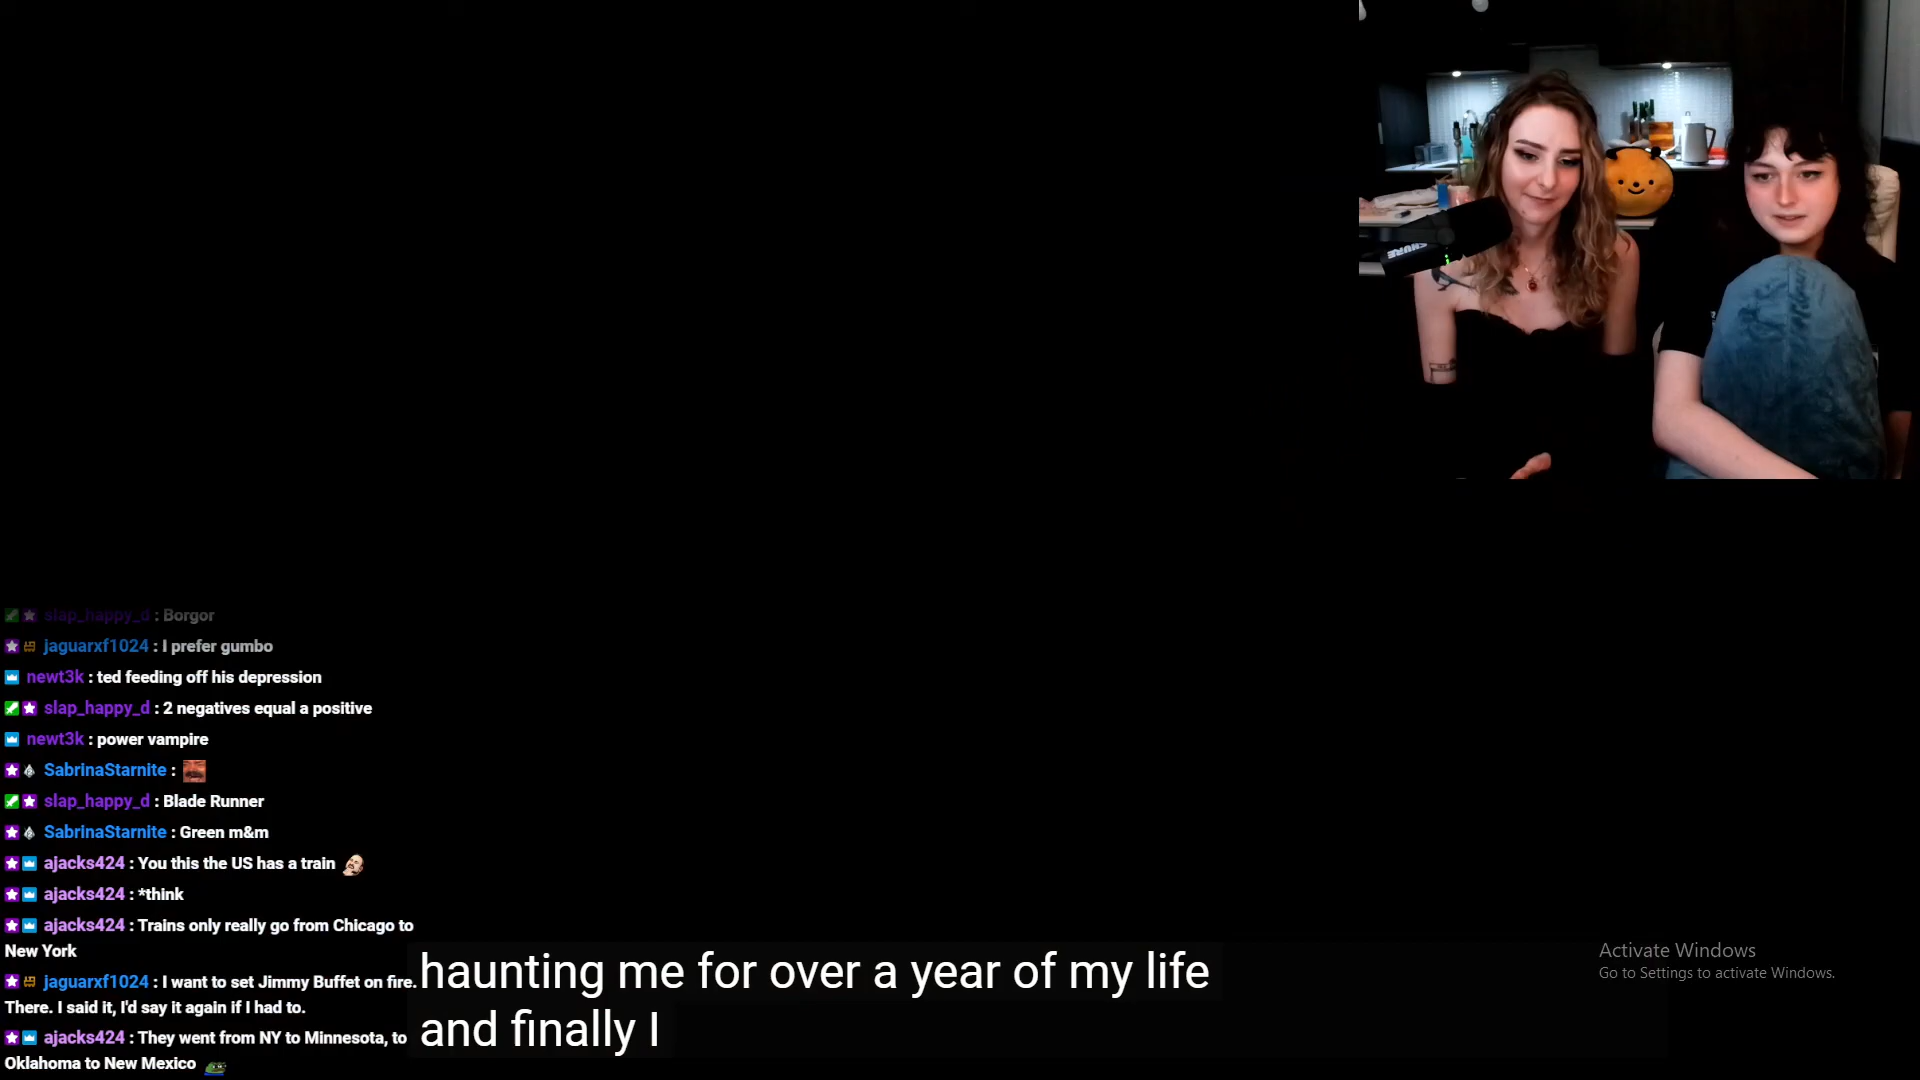 slap_happy_d : Borgor
jaguarxf1024 : I prefer gumbo
newt3k : ted feeding off his depression
slap_happy_d : 2 negatives equal a positive
newt3k : power vampire
SabrinaStarnite :
slap_happy_d : Blade Runner
SabrinaStarnite : Green m&m
ajacks424 : You this the US has a train
ajacks424 : *think
ajacks424 : Trains only really go from Chicago to
New York
jaguarxf1024 : I want to set Jimmy Buffet on fire.
There. I said it, I'd say it again if I had to.
ajacks424 : They went from NY to Minnesota, to
Oklahoma to New Mexico
haunting me for over a year of my life
and finally I
Activate Windows
Go to Settings to activate Windows.
SHURE